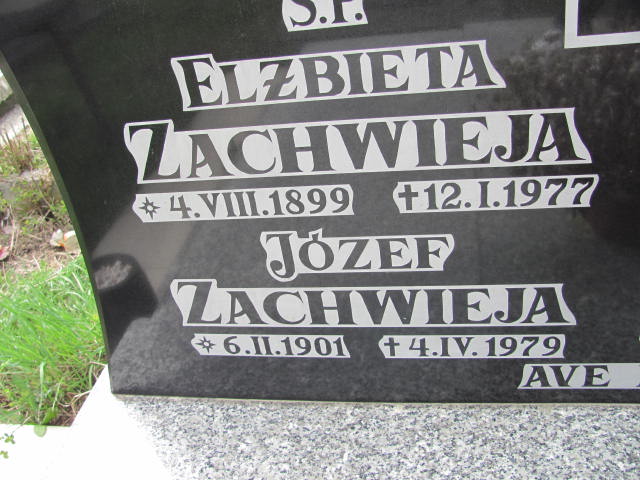 Ś.P.
ELŻBIETA
ZACHWIEJA
* 4.VIII.1899 +12.I.1977
JÓZEF
ZACHWIEJA
* 6.II.1901 +4.IV.1979
AVE